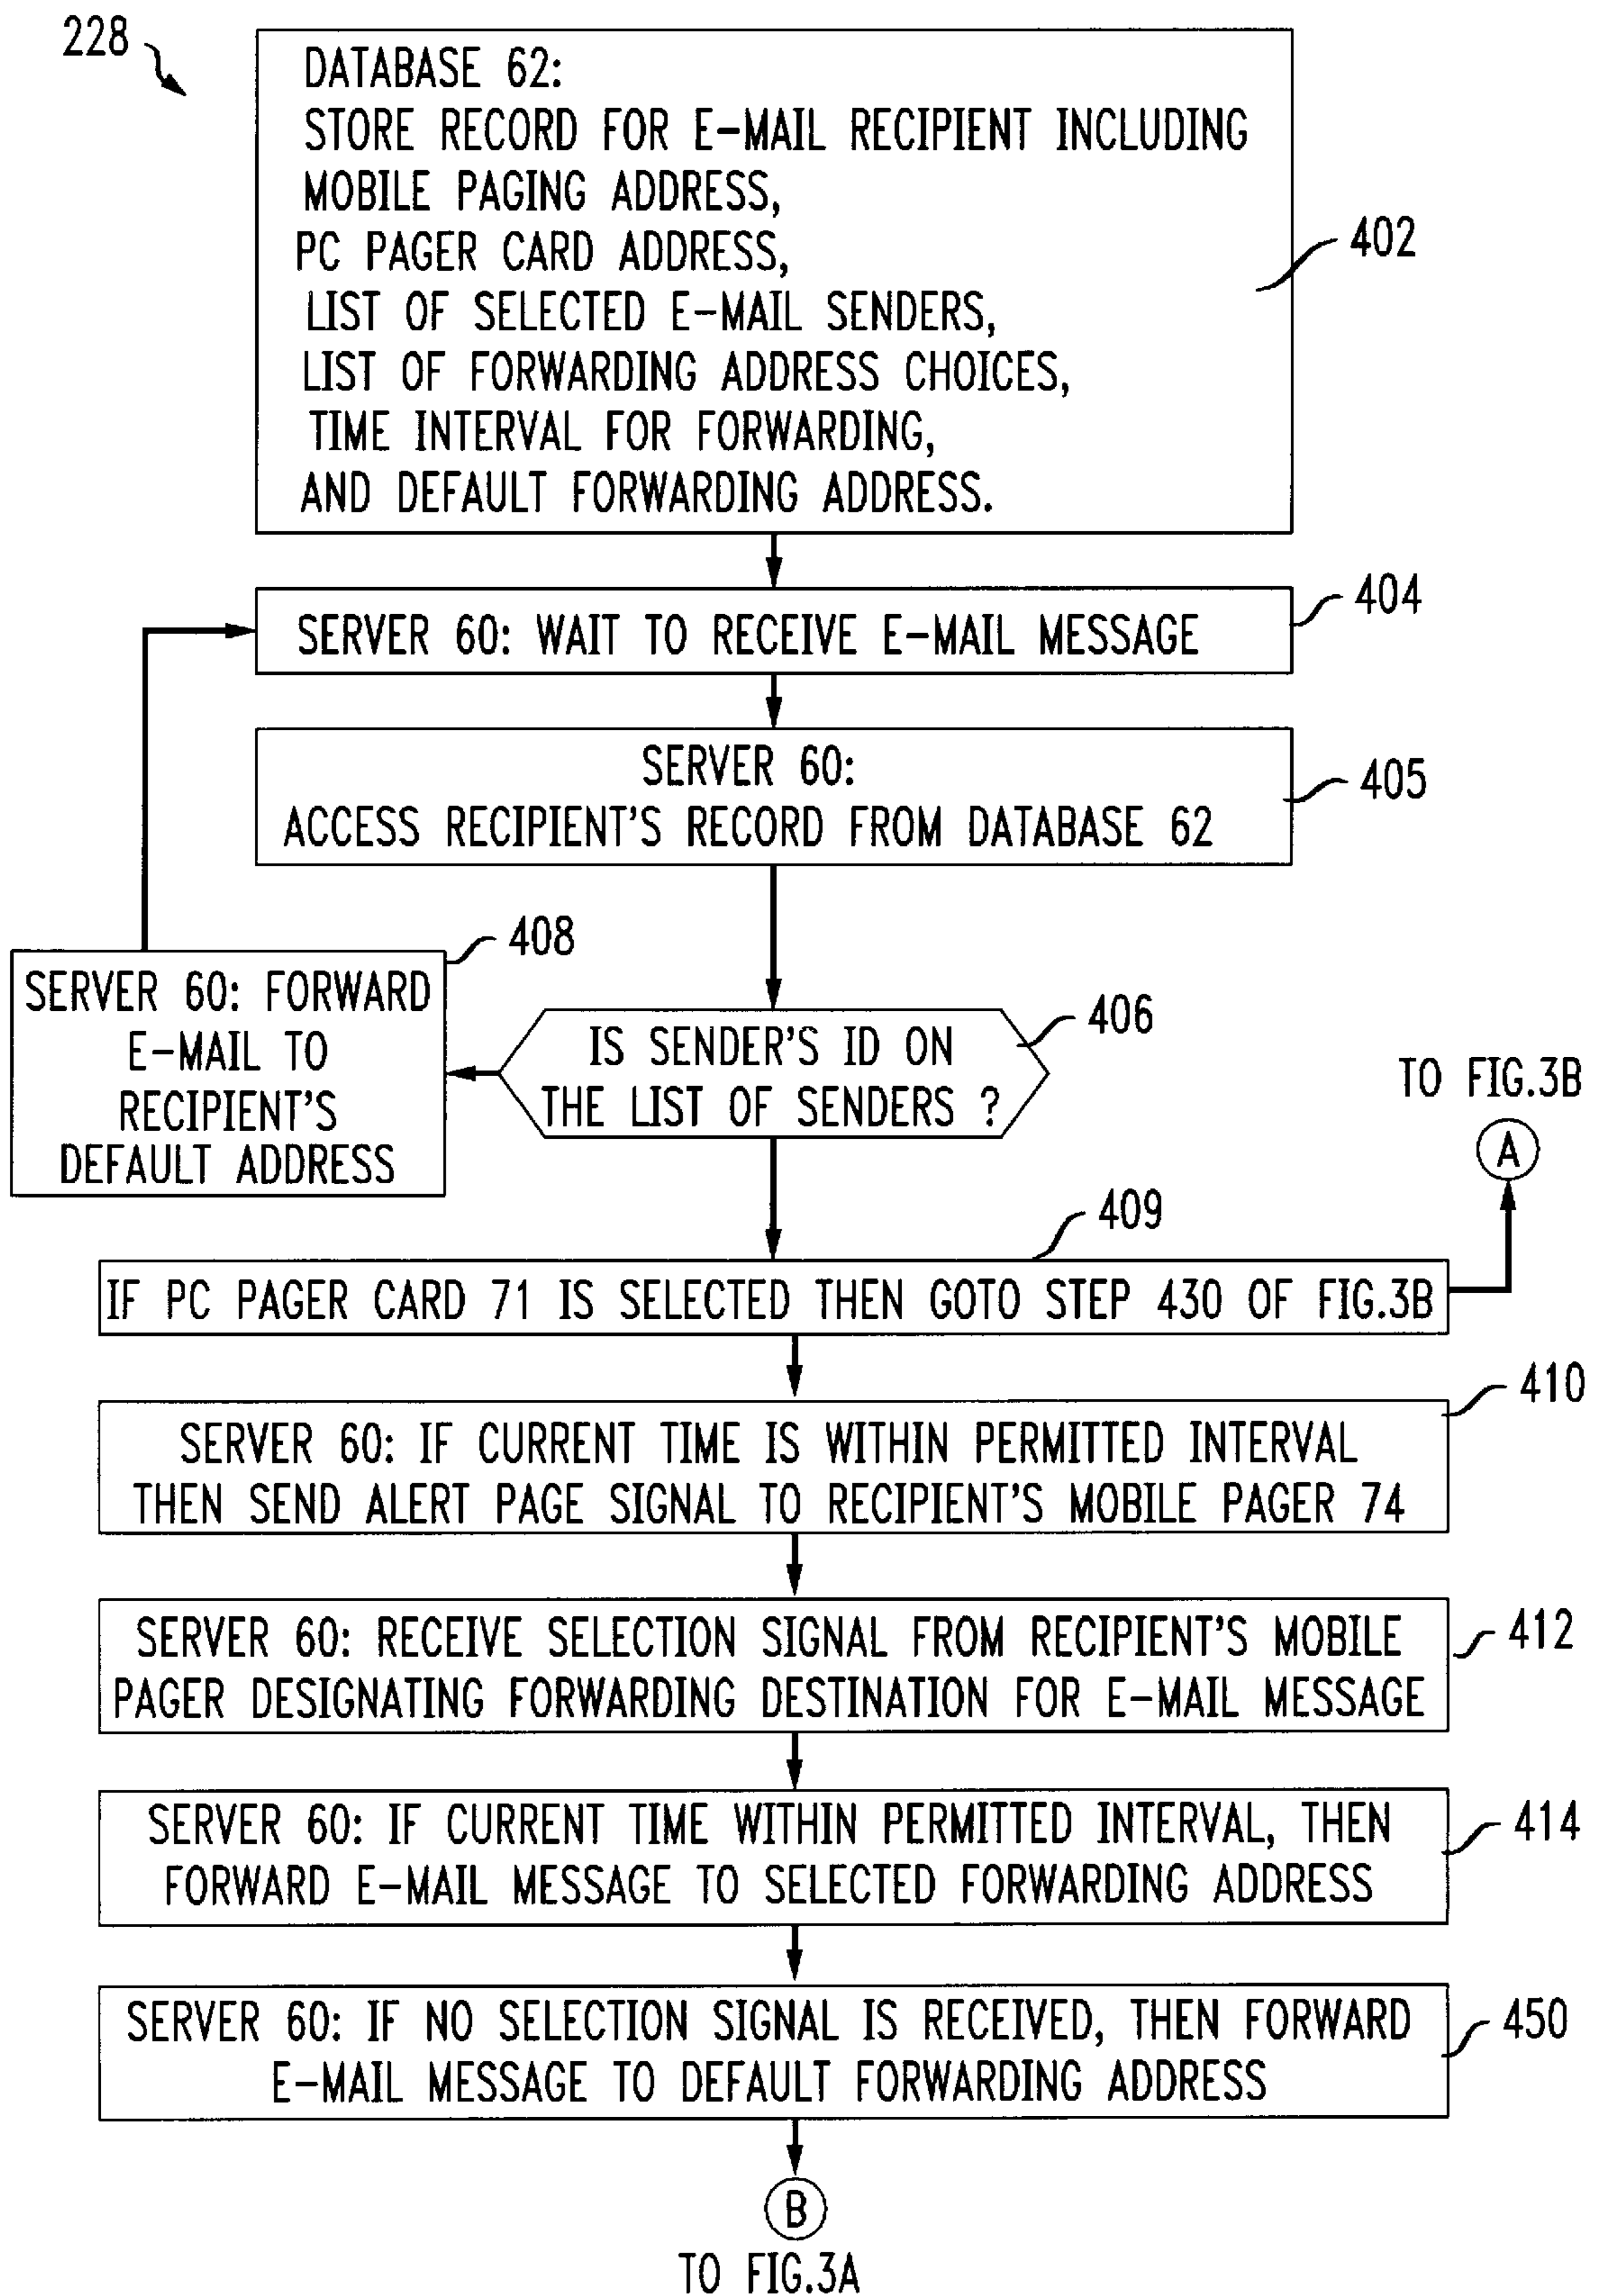 228
DATABASE 62:
STORE RECORD FOR E-MAIL RECIPIENT INCLUDING
MOBILE PAGING ADDRESS,
PC PAGER CARD ADDRESS,
LIST OF SELECTED E-MAIL SENDERS,
LIST OF FORWARDING ADDRESS CHOICES,
TIME INTERVAL FOR FORWARDING,
AND DEFAULT FORWARDING ADDRESS.
402
SERVER 60: WAIT TO RECEIVE E-MAIL MESSAGE
404
SERVER 60:
ACCESS RECIPIENT'S RECORD FROM DATABASE 62
405
408
SERVER 60: FORWARD
E-MAIL TO
RECIPIENT'S
DEFAULT ADDRESS
IS SENDER'S ID ON
THE LIST OF SENDERS ?
406
TO FIG.3B
A
409
IF PC PAGER CARD 71 IS SELECTED THEN GOTO STEP 430 OF FIG.3B
410
SERVER 60: IF CURRENT TIME IS WITHIN PERMITTED INTERVAL
THEN SEND ALERT PAGE SIGNAL TO RECIPIENT'S MOBILE PAGER 74
SERVER 60: RECEIVE SELECTION SIGNAL FROM RECIPIENT'S MOBILE
PAGER DESIGNATING FORWARDING DESTINATION FOR E-MAIL MESSAGE
412
SERVER 60: IF CURRENT TIME WITHIN PERMITTED INTERVAL, THEN
FORWARD E-MAIL MESSAGE TO SELECTED FORWARDING ADDRESS
414
SERVER 60: IF NO SELECTION SIGNAL IS RECEIVED, THEN FORWARD
E-MAIL MESSAGE TO DEFAULT FORWARDING ADDRESS
450
B
TO FIG.3A